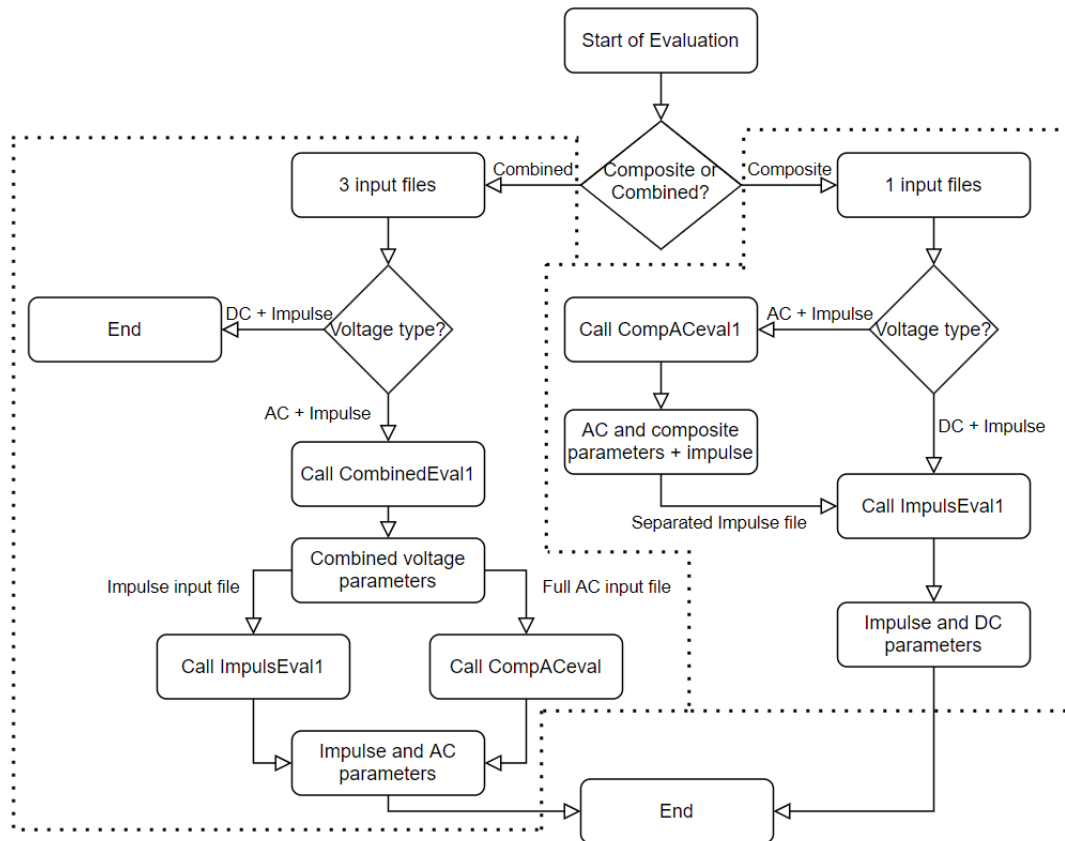 Start of Evaluation
Composite or
Combined?
Combined
Composite
3 input files
1 input files
Voltage type?
DC + Impulse
End
AC + Impulse
Call CombinedEval1
Combined voltage
parameters
Impulse input file
Full AC input file
Call ImpulsEval1
Call CompACeval
Impulse and AC
parameters
Voltage type?
AC + Impulse
Call CompACeval1
AC and composite
parameters + impulse
DC + Impulse
Separated Impulse file
Call ImpulsEval1
Impulse and DC
parameters
End